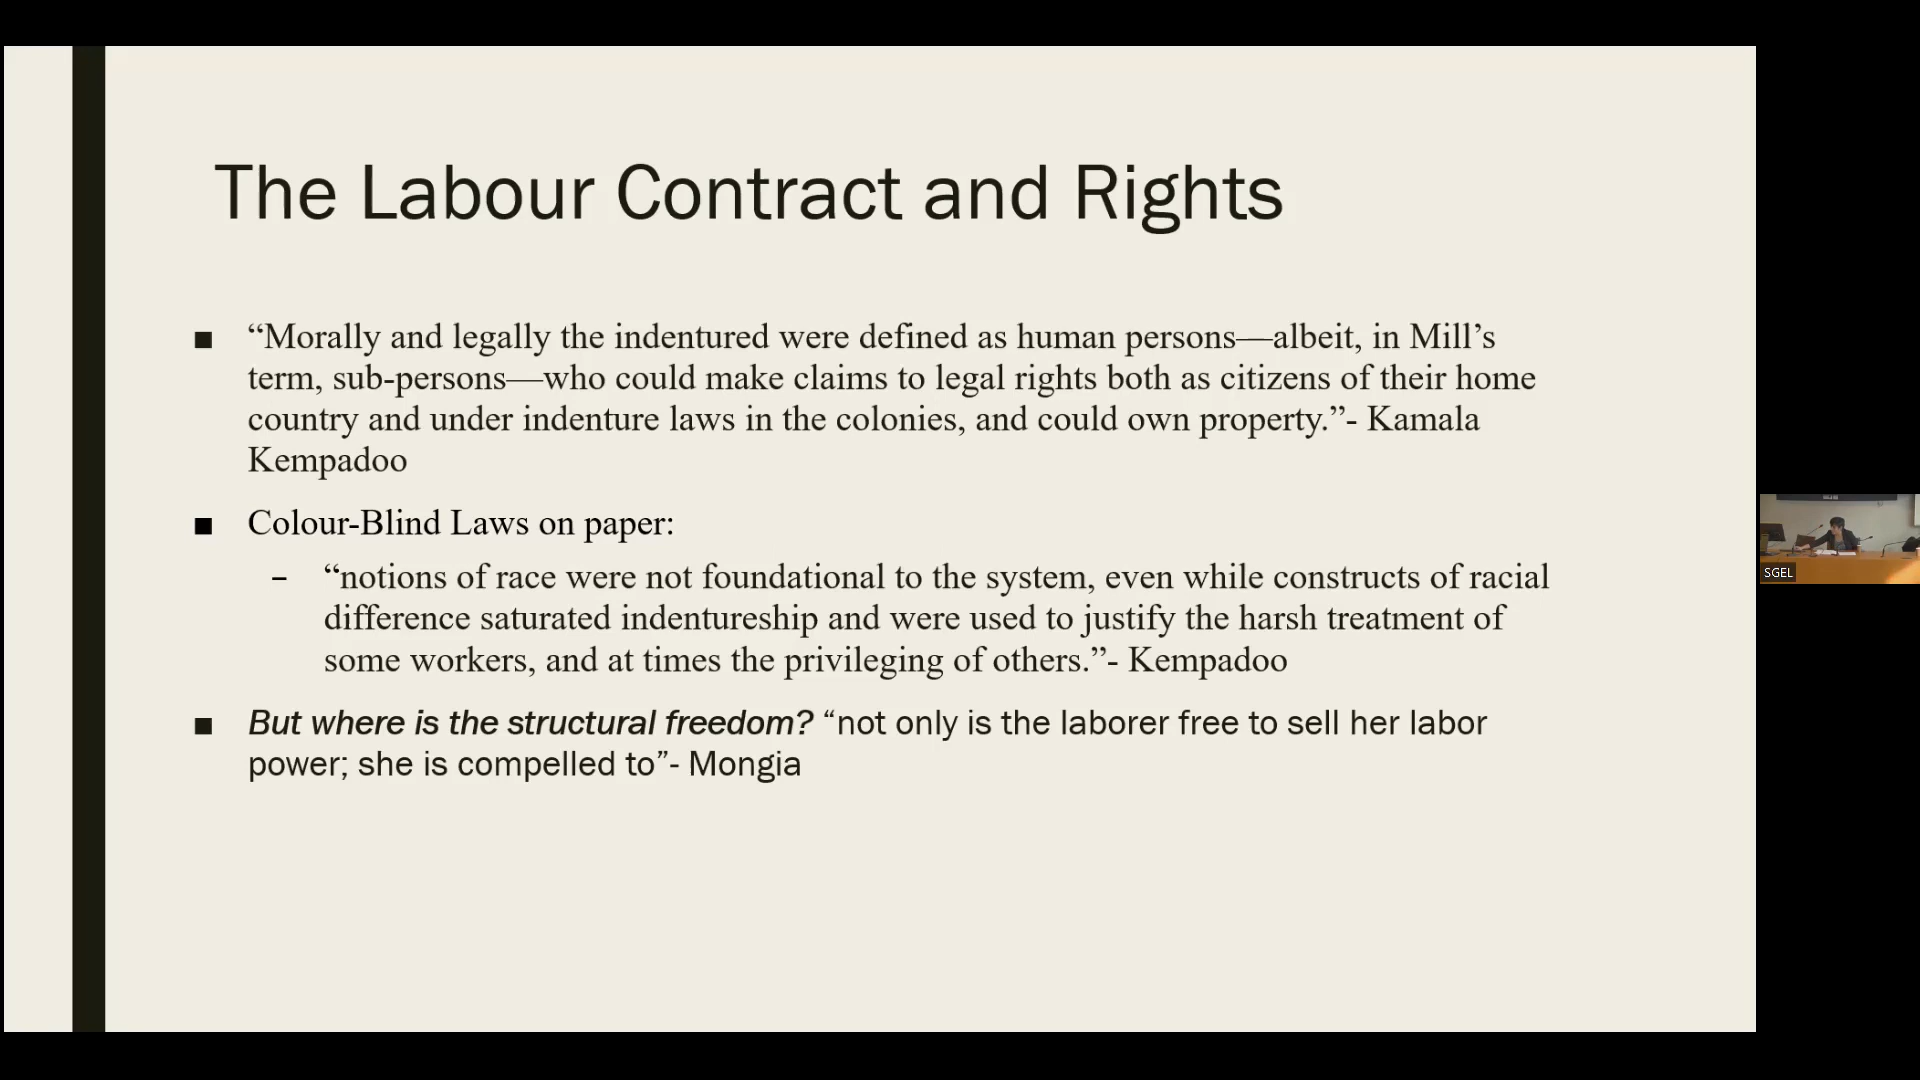 The Labour Contract and Rights
■ “Morally and legally the indentured were defined as human persons—albeit, in Mill’s
term, sub-persons—who could make claims to legal rights both as citizens of their home
country and under indenture laws in the colonies, and could own property.”- Kamala
Kempadoo
■ Colour-Blind Laws on paper:
– “notions of race were not foundational to the system, even while constructs of racial
difference saturated indentureship and were used to justify the harsh treatment of
some workers, and at times the privileging of others.”- Kempadoo
■ But where is the structural freedom? “not only is the laborer free to sell her labor
power; she is compelled to”- Mongia
SGEL